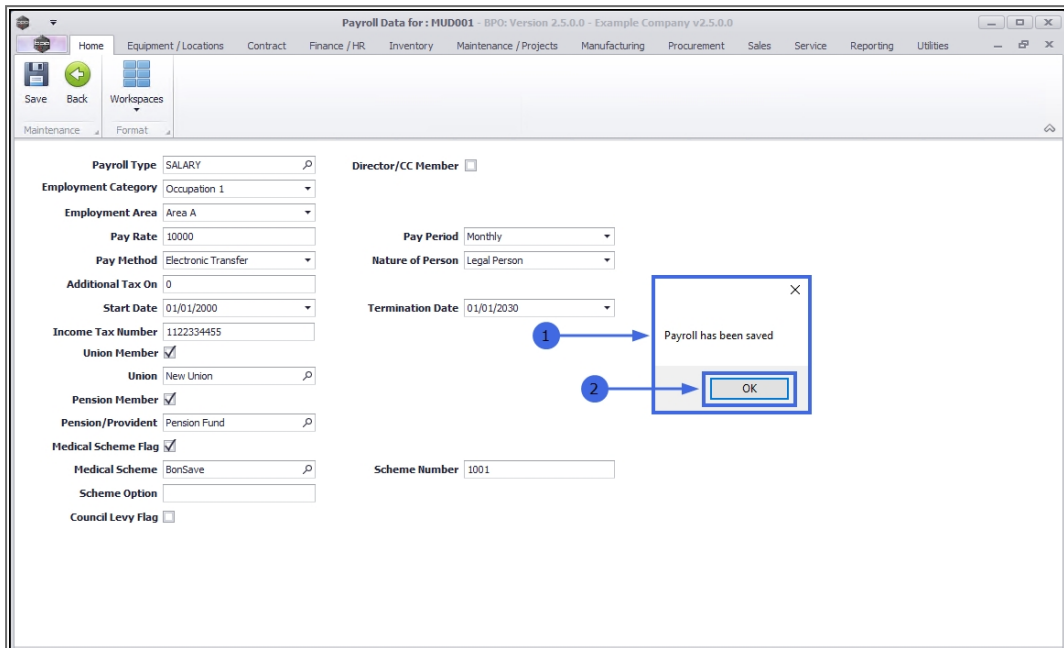 Payroll Data for : MUD001 - BPO: Version 2.5.0.0 - Example Company v2.5.0.0
Home Equipment / Locations Contract Finance / HR Inventory Maintenance / Projects Manufacturing Procurement Sales Service Reporting Utilities
Save Back Workspaces
Maintenance Format
Payroll Type SALARY Director/CC Member
Employment Category Occupation 1
Employment Area Area A
Pay Rate 10000 Pay Period Monthly
Pay Method Electronic Transfer Nature of Person Legal Person
Additional Tax On 0
Start Date 01/01/2000 Termination Date 01/01/2030
Income Tax Number 1122334455
1 Payroll has been saved
Union Member
Union New Union
2 OK
Pension Member
Pension/Provident Pension Fund
Medical Scheme Flag
Medical Scheme BonSave Scheme Number 1001
Scheme Option
Council Levy Flag